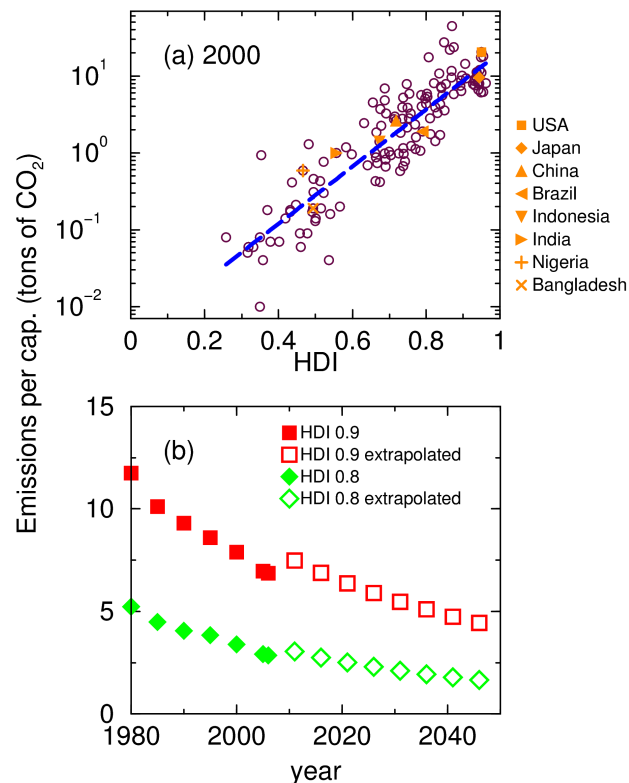 (a) 2000
10^1
10^0
10^−1
10^−2
0
0.2
0.4
0.6
0.8
1
HDI
USA
Japan
China
Brazil
Indonesia
India
Nigeria
Bangladesh
Emissions per cap. (tons of CO₂)
15
10
5
0
(b)
HDI 0.9
HDI 0.9 extrapolated
HDI 0.8
HDI 0.8 extrapolated
1980
2000
2020
2040
year